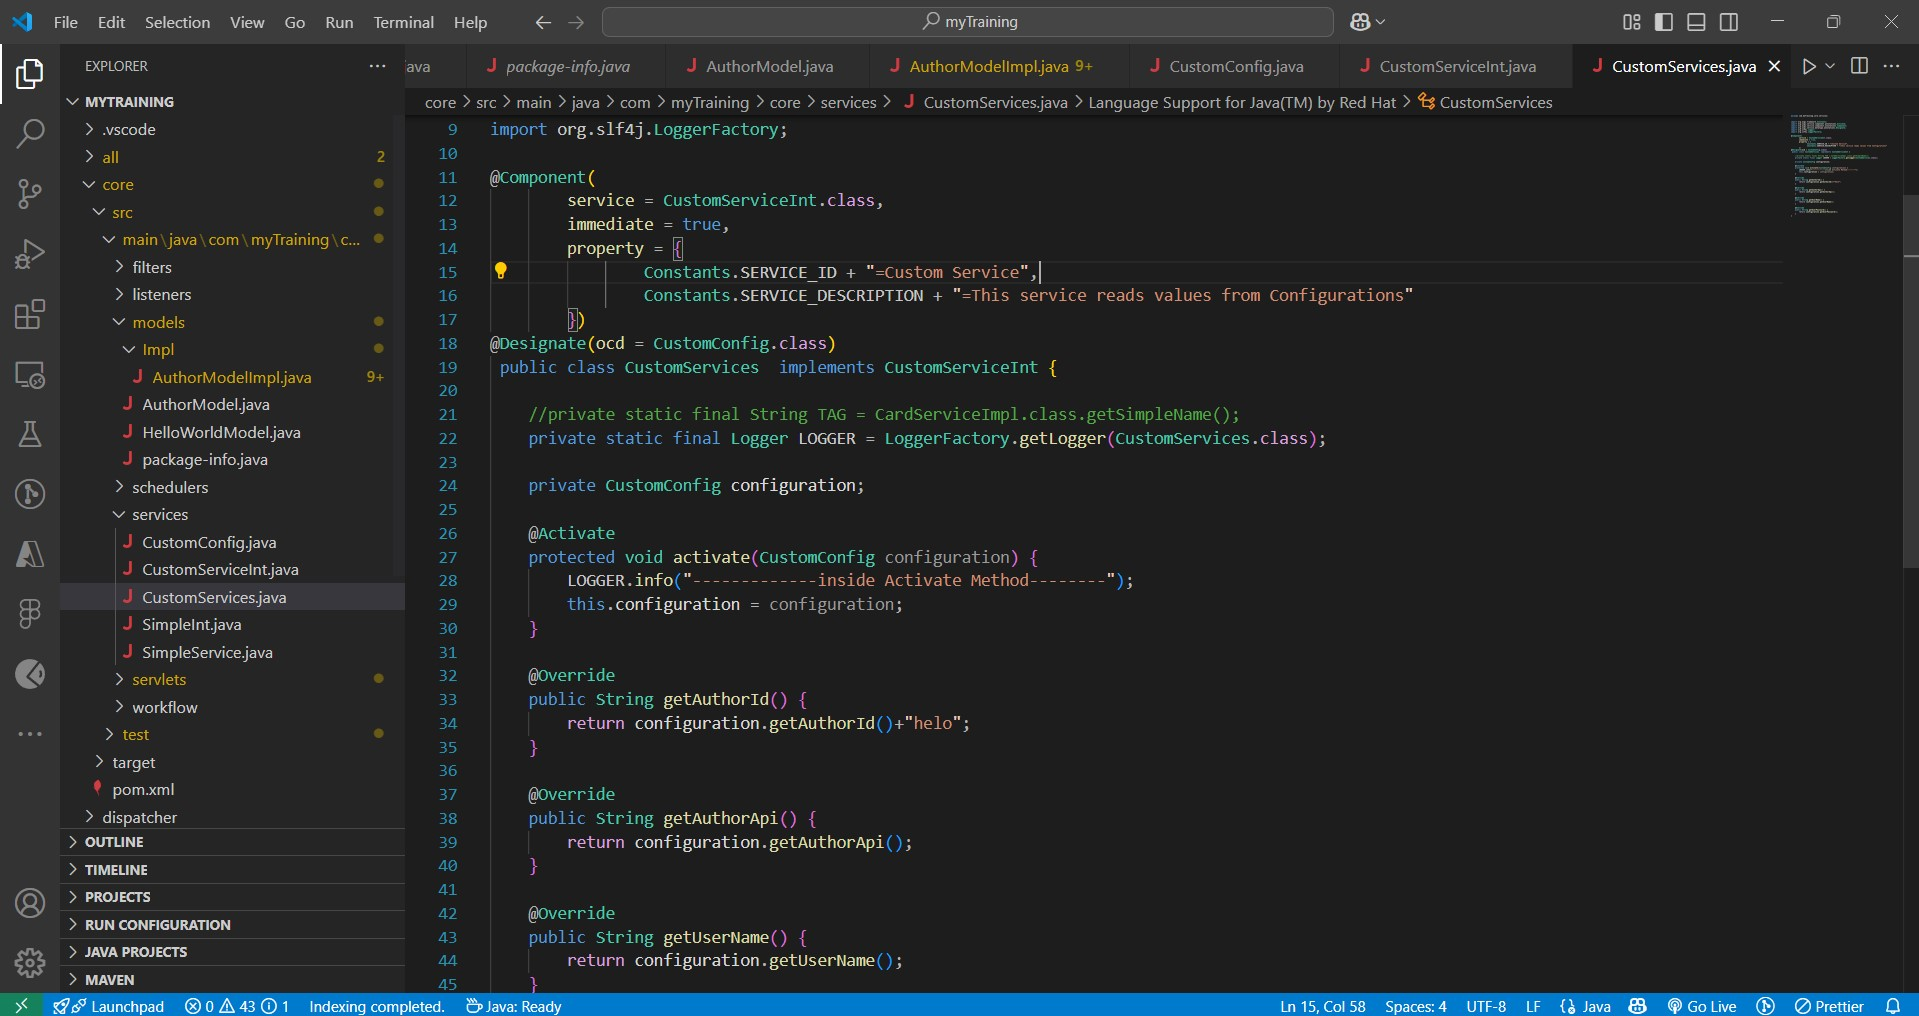 File Edit Selection View Go Run Terminal Help
myTraining
EXPLORER
ava
package-info.java
AuthorModel.java
AuthorModelImpl.java 9+
CustomConfig.java
CustomServiceInt.java
CustomServices.java
core > src > main > java > com > myTraining > core > services > CustomServices.java > Language Support for Java(TM) by Red Hat > CustomServices
MYTRAINING
.vscode
all 2
core
src
main\java\com\myTraining\c...
filters
listeners
models
Impl
AuthorModelImpl.java 9+
AuthorModel.java
HelloWorldModel.java
package-info.java
schedulers
services
CustomConfig.java
CustomServiceInt.java
CustomServices.java
SimpleInt.java
SimpleService.java
servlets
workflow
test
target
pom.xml
dispatcher
OUTLINE
TIMELINE
PROJECTS
RUN CONFIGURATION
JAVA PROJECTS
MAVEN
9 import org.slf4j.LoggerFactory;
10
11 @Component(
12 service = CustomServiceInt.class,
13 immediate = true,
14 property = {
15 Constants.SERVICE_ID + "=Custom Service",
16 Constants.SERVICE_DESCRIPTION + "=This service reads values from Configurations"
17 })
18 @Designate(ocd = CustomConfig.class)
19 public class CustomServices  implements CustomServiceInt {
20
21 //private static final String TAG = CardServiceImpl.class.getSimpleName();
22 private static final Logger LOGGER = LoggerFactory.getLogger(CustomServices.class);
23
24 private CustomConfig configuration;
25
26 @Activate
27 protected void activate(CustomConfig configuration) {
28 LOGGER.info("-------------inside Activate Method--------");
29 this.configuration = configuration;
30 }
31
32 @Override
33 public String getAuthorId() {
34 return configuration.getAuthorId()+"helo";
35 }
36
37 @Override
38 public String getAuthorApi() {
39 return configuration.getAuthorApi();
40 }
41
42 @Override
43 public String getUserName() {
44 return configuration.getUserName();
45 }
Launchpad 0 43 1 Indexing completed. Java: Ready Ln 15, Col 58 Spaces: 4 UTF-8 LF {} Java Go Live Prettier